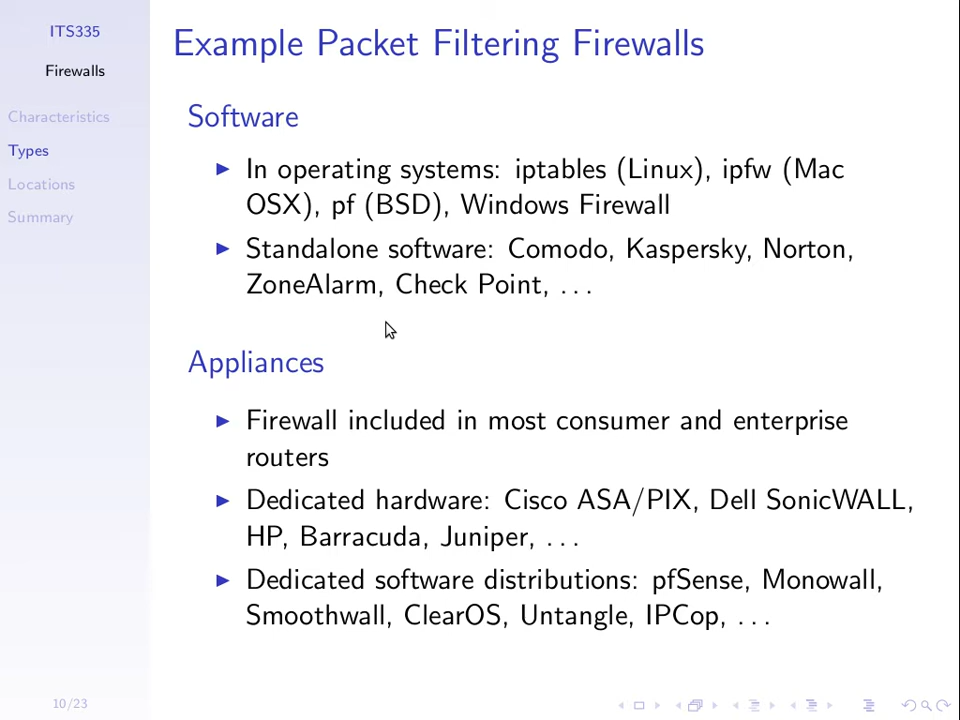 ITS335
Firewalls
Characteristics
Types
Locations
Summary
Example Packet Filtering Firewalls
Software
In operating systems: iptables (Linux), ipfw (Mac
OSX), pf (BSD), Windows Firewall
Standalone software: Comodo, Kaspersky, Norton,
ZoneAlarm, Check Point, . . .
Appliances
Firewall included in most consumer and enterprise
routers
Dedicated hardware: Cisco ASA/PIX, Dell SonicWALL,
HP, Barracuda, Juniper, . . .
Dedicated software distributions: pfSense, Monowall,
Smoothwall, ClearOS, Untangle, IPCop, . . .
10/23